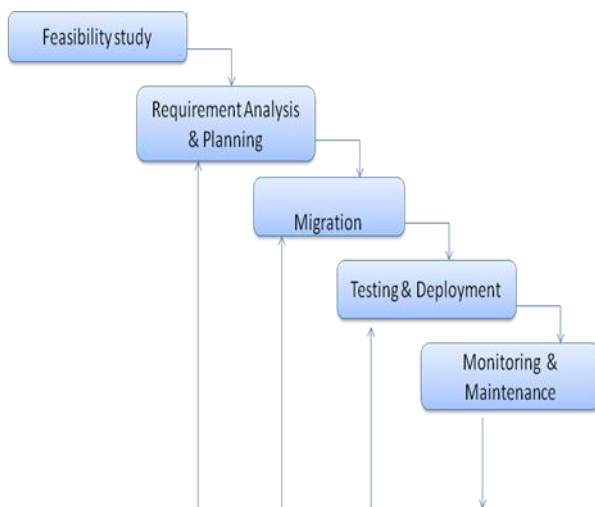 Feasibility study
Requirement Analysis
& Planning
Migration
Testing & Deployment
Monitoring &
Maintenance